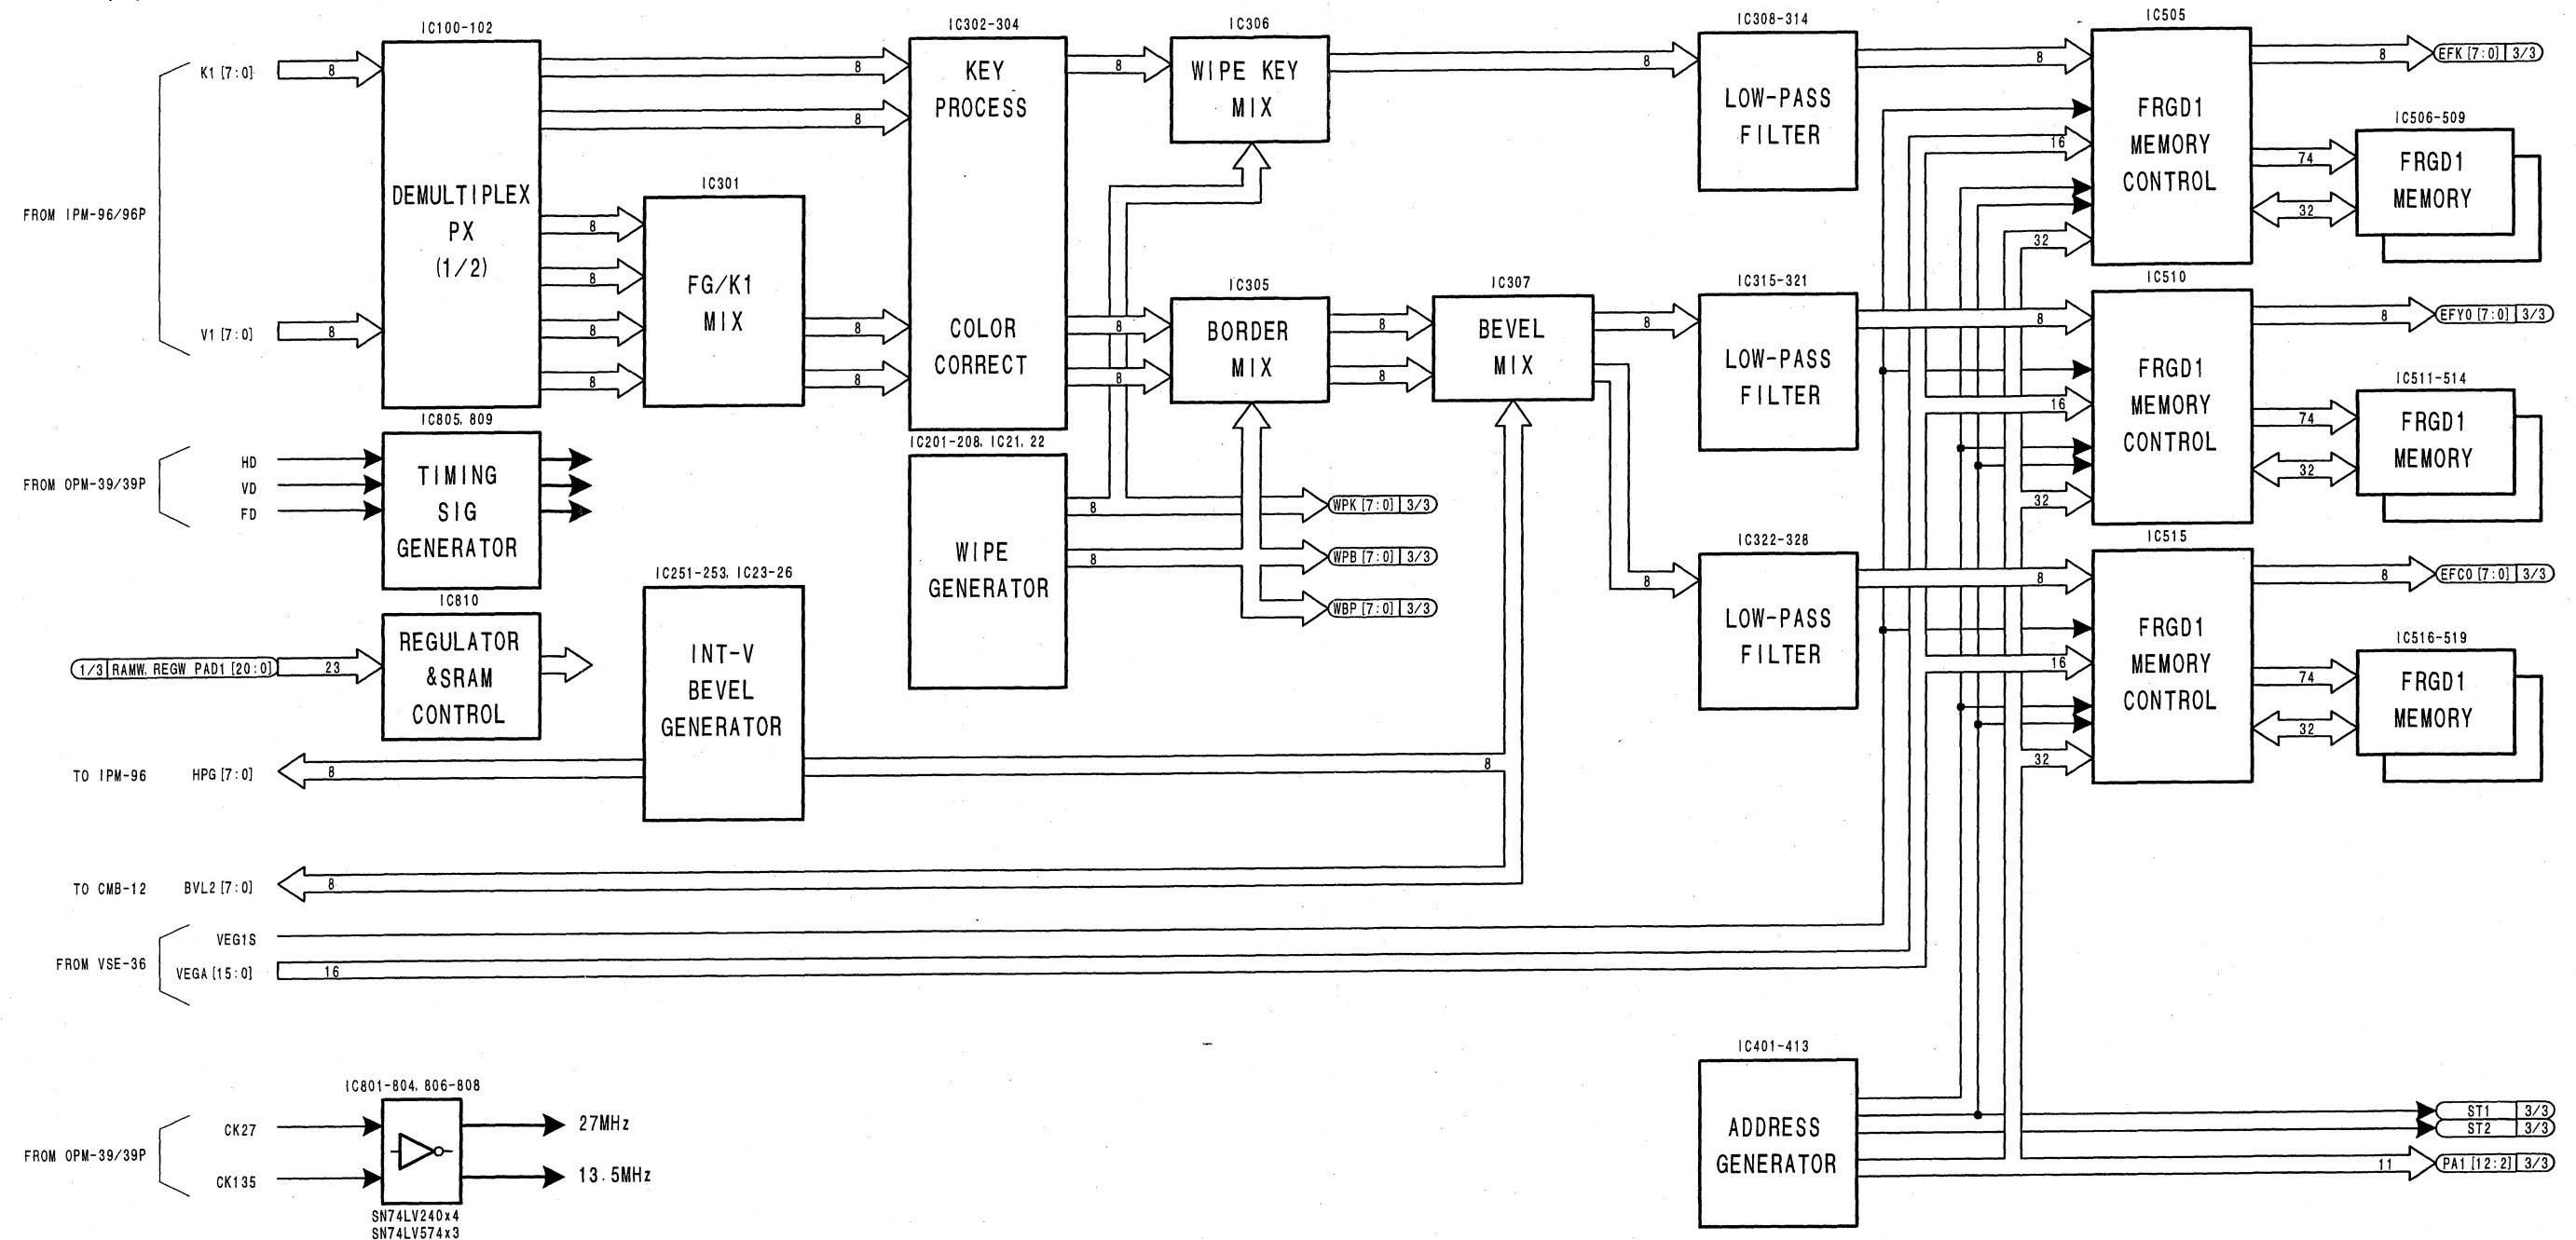 IC100-102
DEMULTIPLEX
PX
(1/2)
FROM IPM-96/96P
K1 [7:0]
8
V1 [7:0]
8
8
8
8
8
8
8
IC301
FG/K1
MIX
8
8
IC302-304
KEY
PROCESS
COLOR
CORRECT
8
8
8
IC306
WIPE KEY
MIX
8
IC305
BORDER
MIX
8
8
IC307
BEVEL
MIX
8
8
IC308-314
LOW-PASS
FILTER
8
IC315-321
LOW-PASS
FILTER
8
IC322-328
LOW-PASS
FILTER
8
IC505
FRGD1
MEMORY
CONTROL
16
32
8
EFK [7:0] 3/3
74
32
IC506-509
FRGD1
MEMORY
IC510
FRGD1
MEMORY
CONTROL
16
32
8
EFY0 [7:0] 3/3
74
32
IC511-514
FRGD1
MEMORY
IC515
FRGD1
MEMORY
CONTROL
16
32
8
EFC0 [7:0] 3/3
74
32
IC516-519
FRGD1
MEMORY
FROM OPM-39/39P
HD
VD
FD
IC805, 809
TIMING
SIG
GENERATOR
IC201-208, IC21, 22
WIPE
GENERATOR
8
8
WPK [7:0] 3/3
WPB [7:0] 3/3
WBP [7:0] 3/3
1/3 RAMW, REGW PAD1 [20:0]
23
IC810
REGULATOR
&SRAM
CONTROL
IC251-253, IC23-26
INT-V
BEVEL
GENERATOR
8
TO IPM-96
HPG [7:0]
8
TO CMB-12
BVL2 [7:0]
8
FROM VSE-36
VEG1S
VEGA [15:0]
16
IC401-413
ADDRESS
GENERATOR
ST1 3/3
ST2 3/3
11
PA1 [12:2] 3/3
FROM OPM-39/39P
CK27
CK135
IC801-804, 806-808
27MHz
13.5MHz
SN74LV240x4
SN74LV574x3